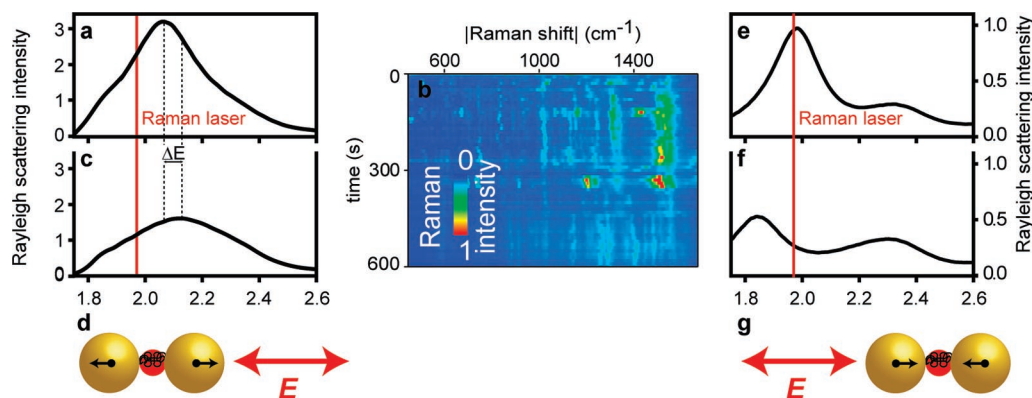 a
Rayleigh scattering intensity
3
2
1
0
Raman laser
ΔE
c
3
2
1
0
1.8 2.0 2.2 2.4 2.6
d
E
|Raman shift| (cm⁻¹)
600 1000 1400
b
time (s)
0
300
600
Raman
intensity
0
1
e
Rayleigh scattering intensity
1.0
0.5
0.0
Raman laser
f
1.0
0.5
0.0
1.8 2.0 2.2 2.4 2.6
g
E